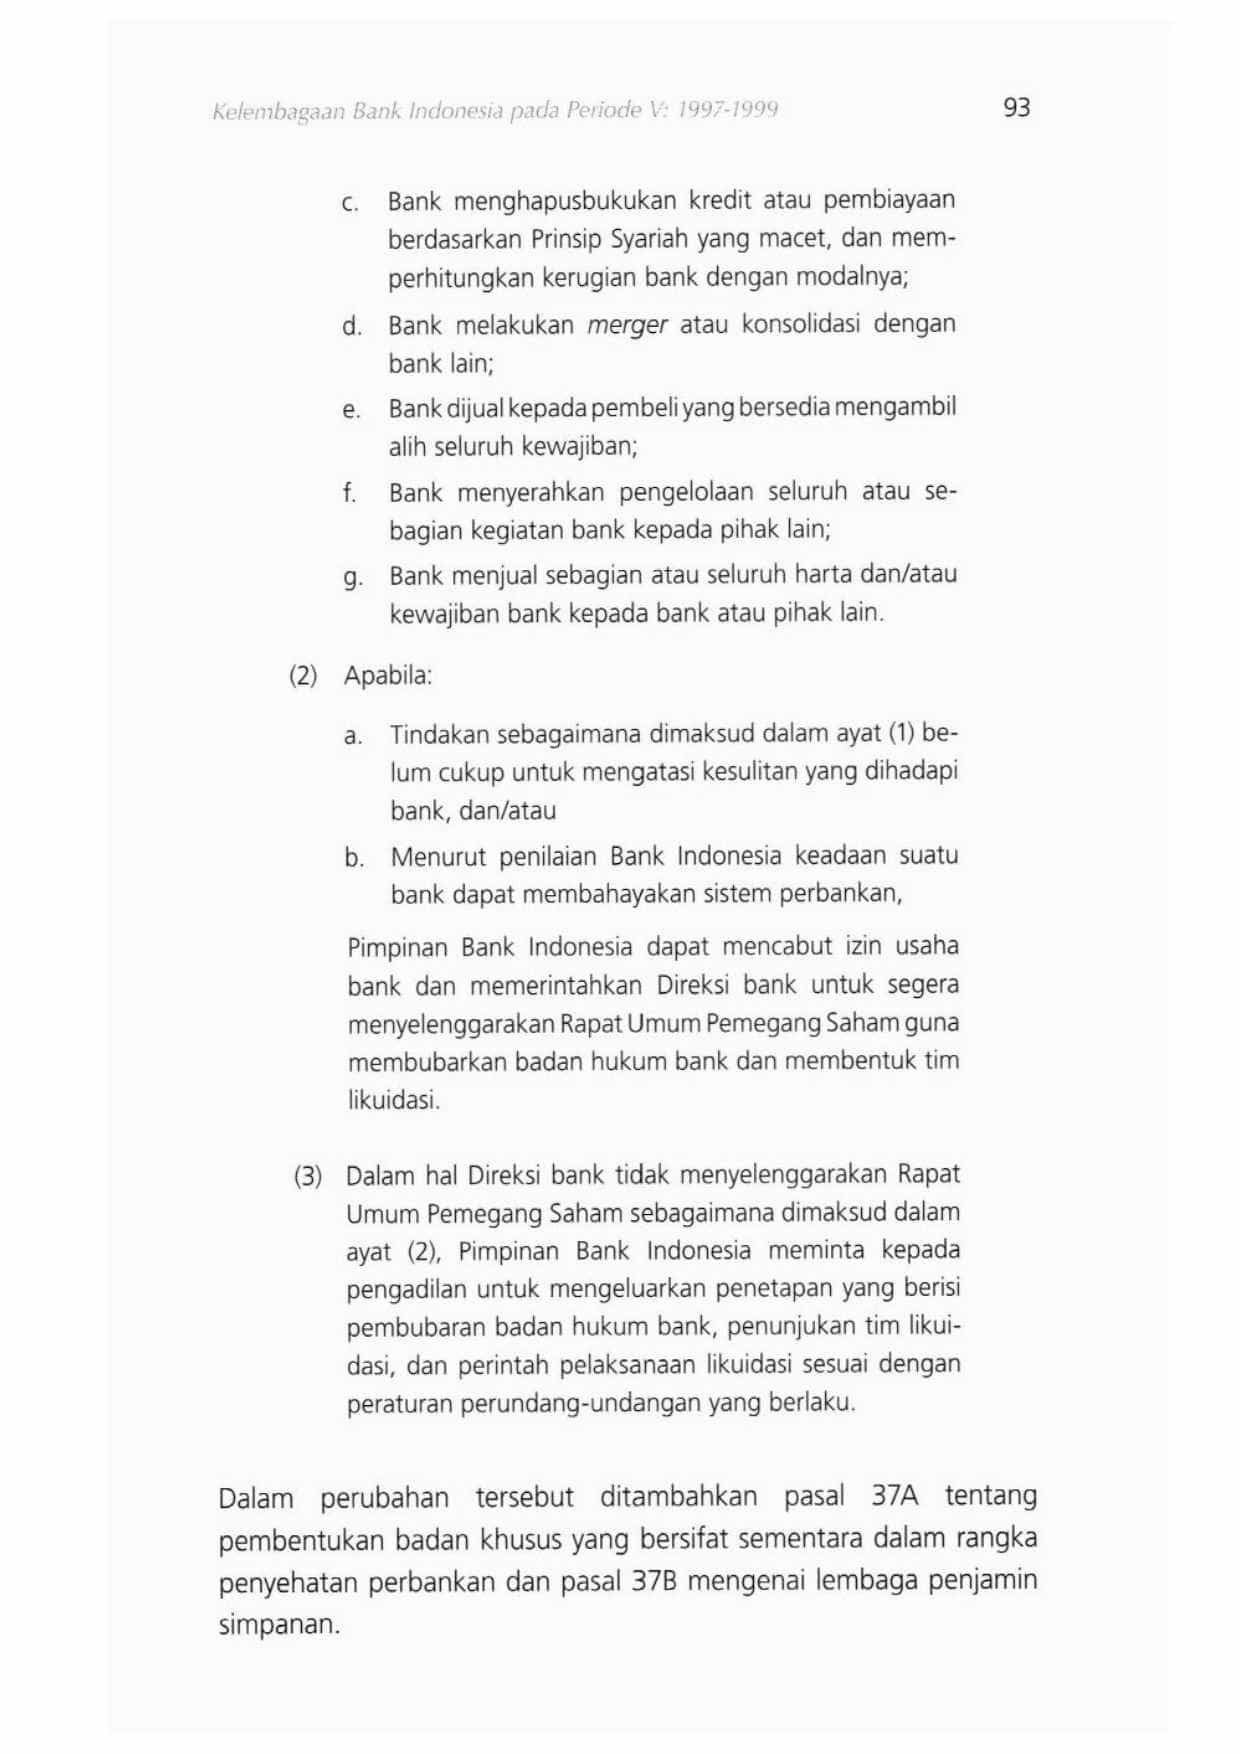 Kelembagaan Bank Indonesia pada Periode V: 1997-1999 93
c. Bank menghapusbukukan kredit atau pembiayaan
berdasarkan Prinsip Syariah yang macet, dan mem-
perhitungkan kerugian bank dengan modalnya;
d. Bank melakukan merger atau konsolidasi dengan
bank lain;
e. Bank dijual kepada pembeli yang bersedia mengambil
alih seluruh kewajiban;
f. Bank menyerahkan pengelolaan seluruh atau se-
bagian kegiatan bank kepada pihak lain;
g. Bank menjual sebagian atau seluruh harta dan/atau
kewajiban bank kepada bank atau pihak lain.
(2) Apabila:
a. Tindakan sebagaimana dimaksud dalam ayat (1) be-
lum cukup untuk mengatasi kesulitan yang dihadapi
bank, dan/atau
b. Menurut penilaian Bank Indonesia keadaan suatu
bank dapat membahayakan sistem perbankan,
Pimpinan Bank Indonesia dapat mencabut izin usaha
bank dan memerintahkan Direksi bank untuk segera
menyelenggarakan Rapat Umum Pemegang Saham guna
membubarkan badan hukum bank dan membentuk tim
likuidasi.
(3) Dalam hal Direksi bank tidak menyelenggarakan Rapat
Umum Pemegang Saham sebagaimana dimaksud dalam
ayat (2), Pimpinan Bank Indonesia meminta kepada
pengadilan untuk mengeluarkan penetapan yang berisi
pembubaran badan hukum bank, penunjukan tim likui-
dasi, dan perintah pelaksanaan likuidasi sesuai dengan
peraturan perundang-undangan yang berlaku.
Dalam perubahan tersebut ditambahkan pasal 37A tentang
pembentukan badan khusus yang bersifat sementara dalam rangka
penyehatan perbankan dan pasal 37B mengenai lembaga penjamin
simpanan.